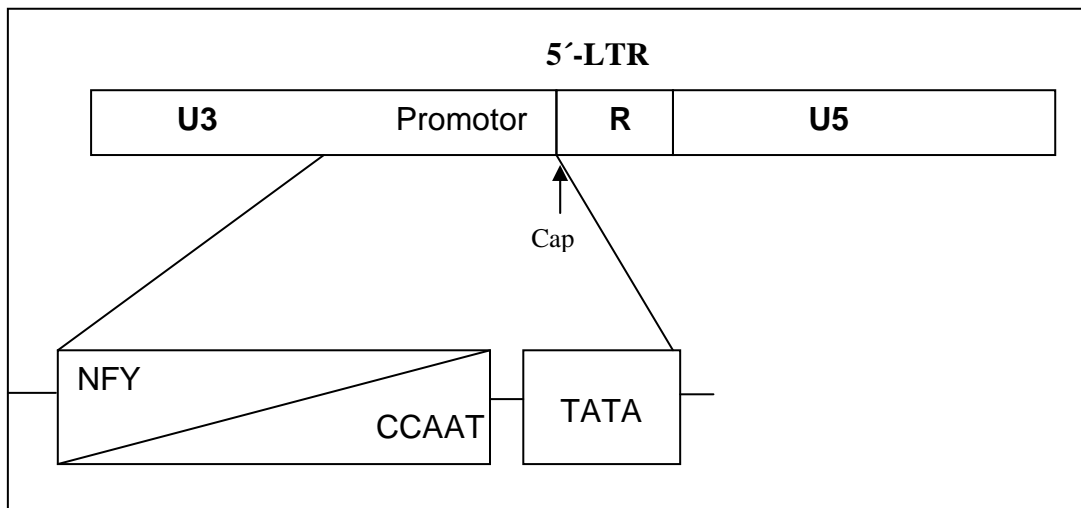 5´-LTR
U3 Promotor R U5
Cap
NFY
CCAAT
TATA